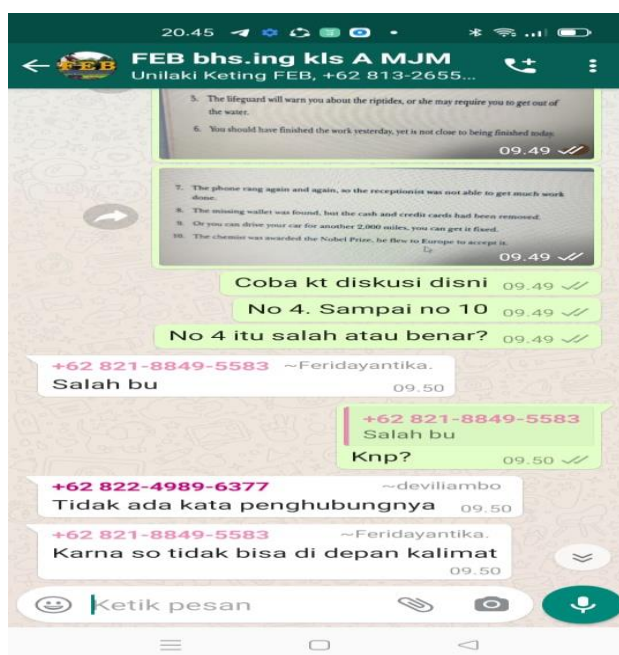 20.45
FEB bhs.ing kls A MJM
Unilaki Keting FEB, +62 813-2655...
5. The lifeguard will warn you about the riptides, or she may require you to get out of
the water.
6. You should have finished the work yesterday, yet is not close to being finished today.
09.49
7. The phone rang again and again, so the receptionist was not able to get much work
done.
8. The missing wallet was found, but the cash and credit cards had been removed.
9. Or you can drive your car for another 2,000 miles, you can get it fixed.
10. The chemist was awarded the Nobel Prize, he flew to Europe to accept it.
09.49
Coba kt diskusi disni 09.49
No 4. Sampai no 10 09.49
No 4 itu salah atau benar? 09.49
+62 821-8849-5583 ~Feridayantika.
Salah bu 09.50
+62 821-8849-5583
Salah bu
Knp? 09.50
+62 822-4989-6377 ~deviliambo
Tidak ada kata penghubungnya 09.50
+62 821-8849-5583 ~Feridayantika.
Karna so tidak bisa di depan kalimat
09.50
Ketik pesan